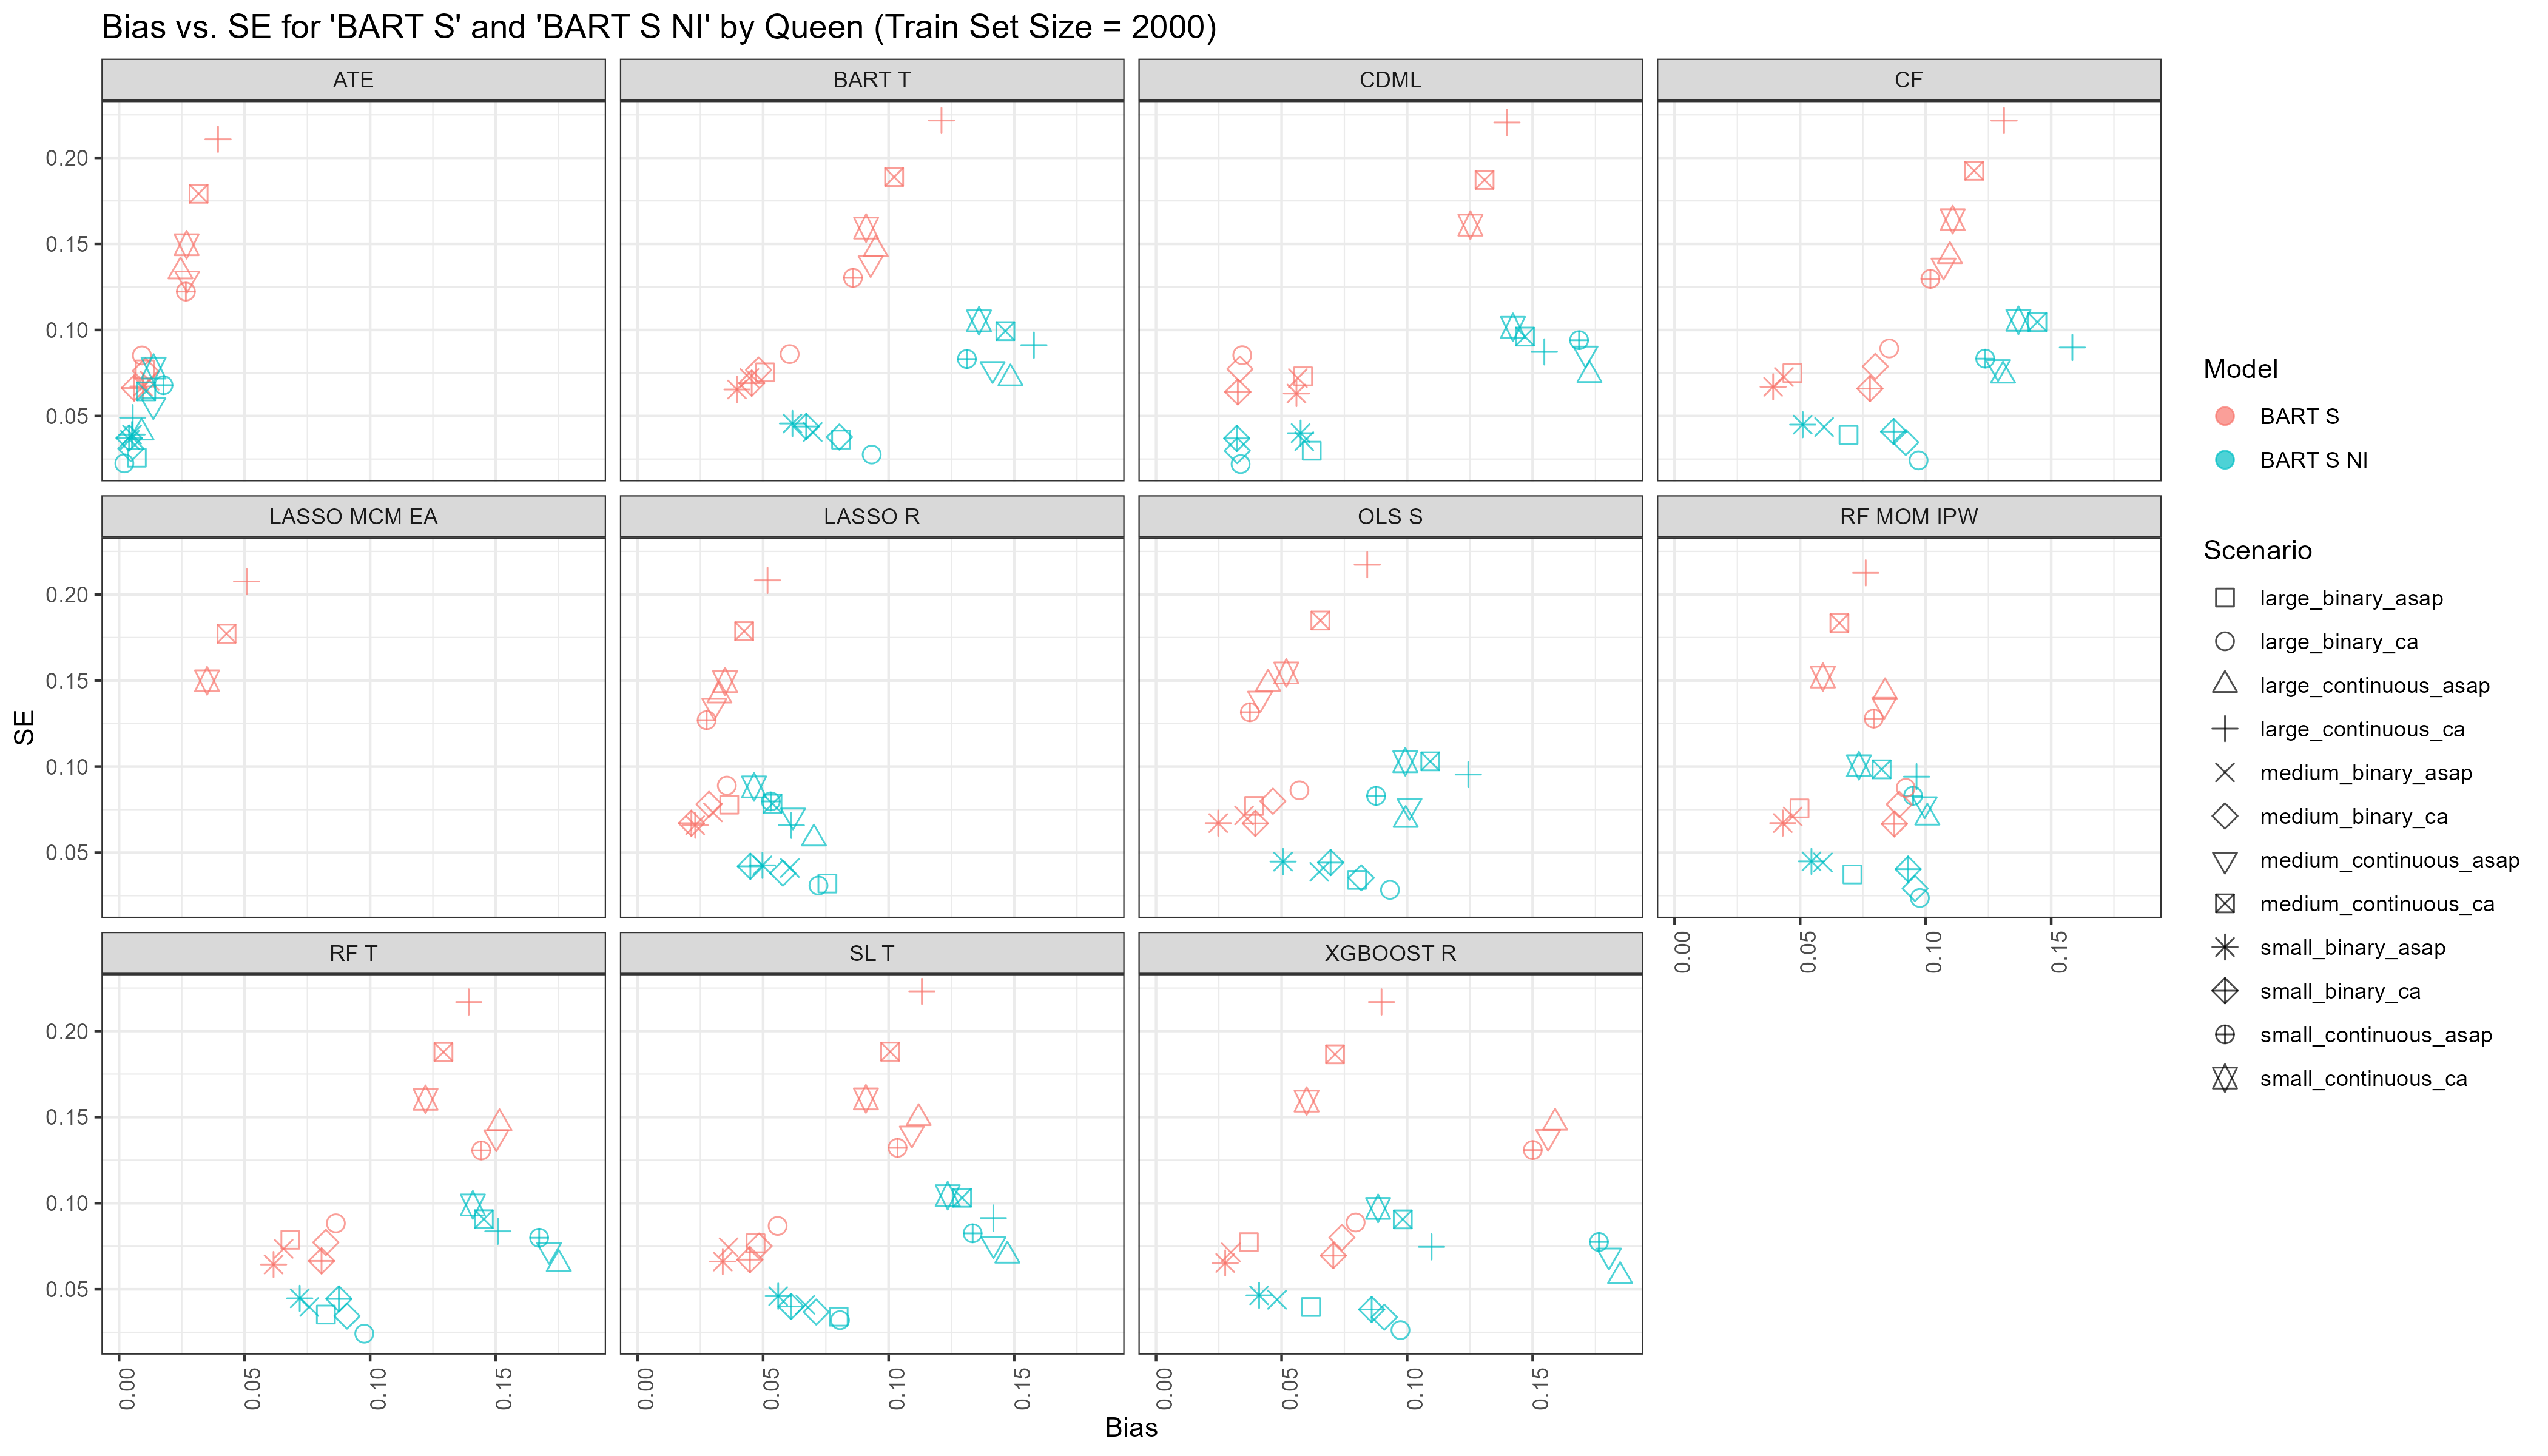 Bias vs. SE for 'BART S' and 'BART S NI' by Queen (Train Set Size = 2000)
ATE
BART T
CDML
CF
0.20
0.15
0.10
0.05
LASSO MCM EA
LASSO R
OLS S
RF MOM IPW
0.20
0.15
0.10
0.05
0.00
0.05
0.10
0.15
RF T
SL T
XGBOOST R
0.20
0.15
0.10
0.05
0.00
0.05
0.10
0.15
0.00
0.05
0.10
0.15
0.00
0.05
0.10
0.15
SE
Bias
Model
BART S
BART S NI
Scenario
large_binary_asap
large_binary_ca
large_continuous_asap
large_continuous_ca
medium_binary_asap
medium_binary_ca
medium_continuous_asap
medium_continuous_ca
small_binary_asap
small_binary_ca
small_continuous_asap
small_continuous_ca